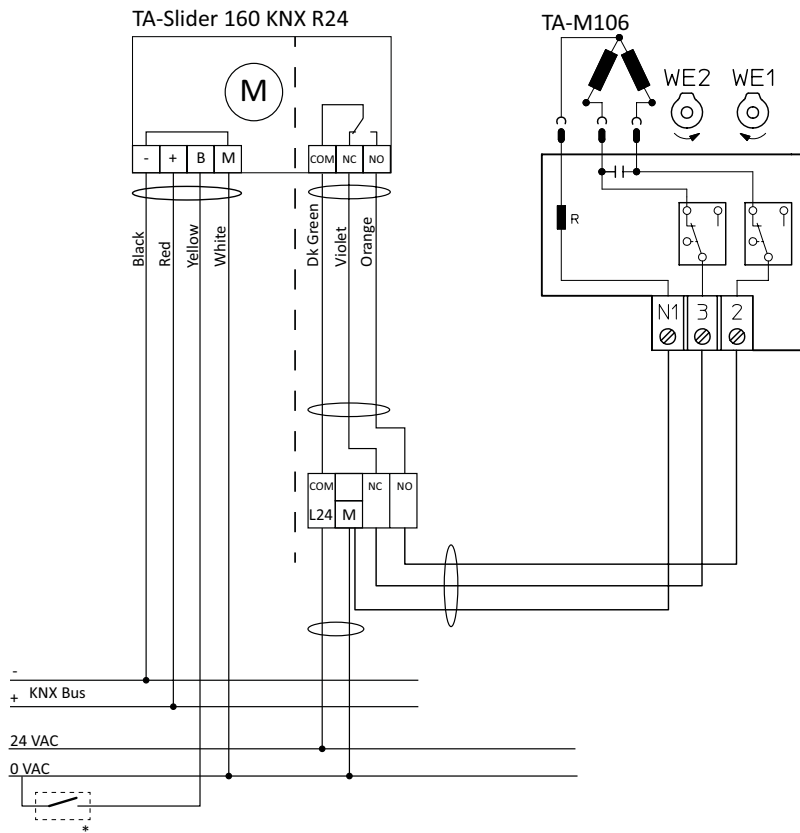 TA-Slider 160 KNX R24
TA-M106
M
WE2 WE1
- + B M
COM NC NO
Black
Red
Yellow
White
Dk Green
Violet
Orange
R
N1 3 2
COM NC NO
L24 M
-
+ KNX Bus
24 VAC
0 VAC
*